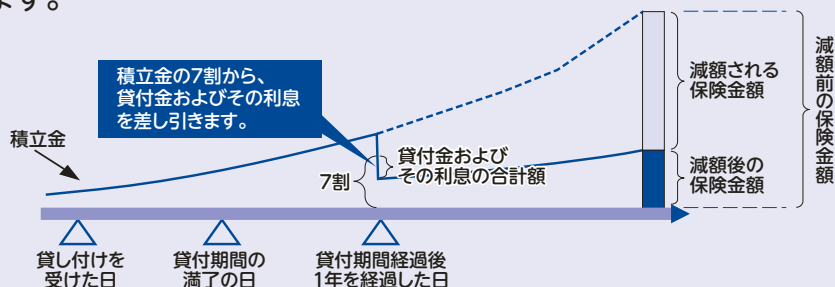 ます。
積立金の7割から、
貸付金およびその利息
を差し引きます。
積立金
7割
貸付金および
その利息の合計額
減額される
保険金額
減額後の
保険金額
減額前の保険金額
貸し付けを
受けた日
貸付期間の
満了の日
貸付期間経過後
1年を経過した日